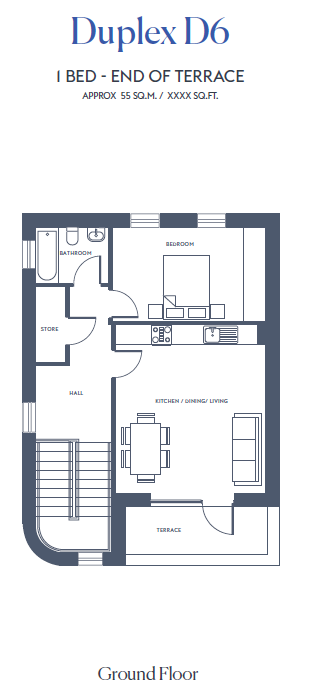 Duplex D6
1 BED - END OF TERRACE
APPROX 55 SQ.M. / XXXX SQ.FT.
BEDROOM
BATHROOM
STORE
HALL
KITCHEN / DINING/ LIVING
TERRACE
Ground Floor